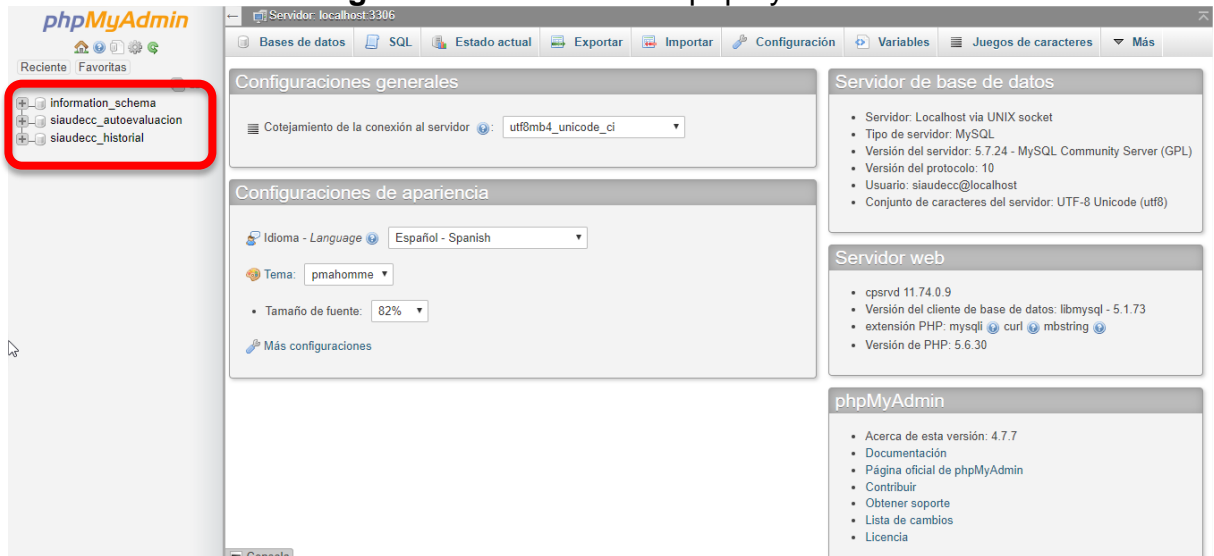 phpMyAdmin
Reciente Favoritas
information_schema
siaudecc_autoevaluacion
siaudecc_historial
Servidor: localhost:3306
Bases de datos SQL Estado actual Exportar Importar Configuración Variables Juegos de caracteres Más
Configuraciones generales
Cotejamiento de la conexión al servidor : utf8mb4_unicode_ci
Configuraciones de apariencia
Idioma - Language Español - Spanish
Tema: pmahomme
• Tamaño de fuente: 82%
Más configuraciones
Servidor de base de datos
• Servidor: Localhost via UNIX socket
• Tipo de servidor: MySQL
• Versión del servidor: 5.7.24 - MySQL Community Server (GPL)
• Versión del protocolo: 10
• Usuario: siaudecc@localhost
• Conjunto de caracteres del servidor: UTF-8 Unicode (utf8)
Servidor web
• cpsrvd 11.74.0.9
• Versión del cliente de base de datos: libmysql - 5.1.73
• extensión PHP: mysqli curl mbstring
• Versión de PHP: 5.6.30
phpMyAdmin
• Acerca de esta versión: 4.7.7
• Documentación
• Página oficial de phpMyAdmin
• Contribuir
• Obtener soporte
• Lista de cambios
• Licencia
Consola